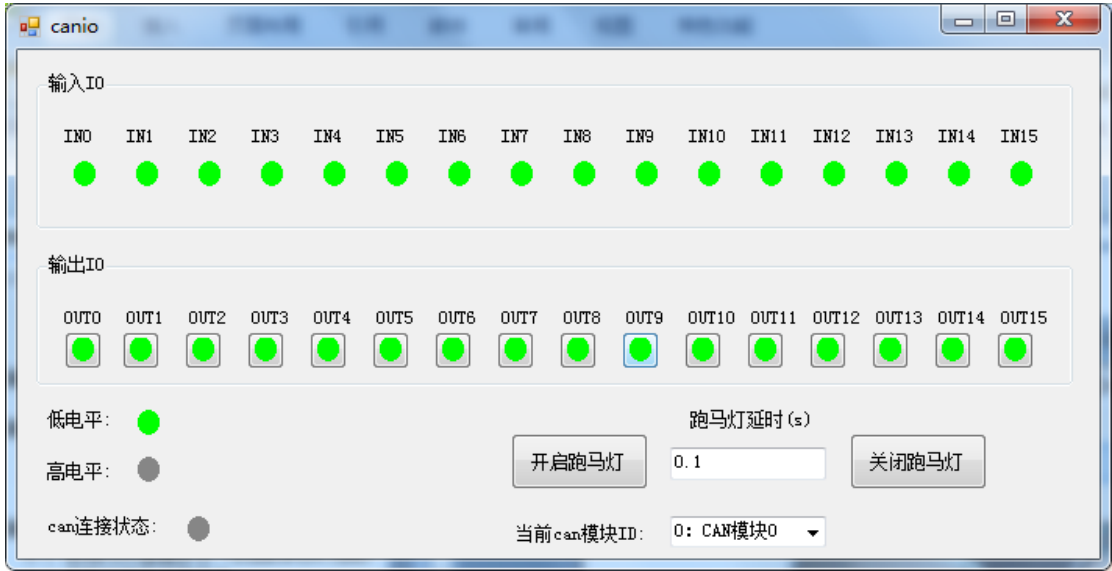 canio
输入IO
IN0 IN1 IN2 IN3 IN4 IN5 IN6 IN7 IN8 IN9 IN10 IN11 IN12 IN13 IN14 IN15
输出IO
OUT0 OUT1 OUT2 OUT3 OUT4 OUT5 OUT6 OUT7 OUT8 OUT9 OUT10 OUT11 OUT12 OUT13 OUT14 OUT15
低电平:
跑马灯延时(s)
高电平:
开启跑马灯 0.1 关闭跑马灯
can连接状态:
当前can模块ID: 0: CAN模块0